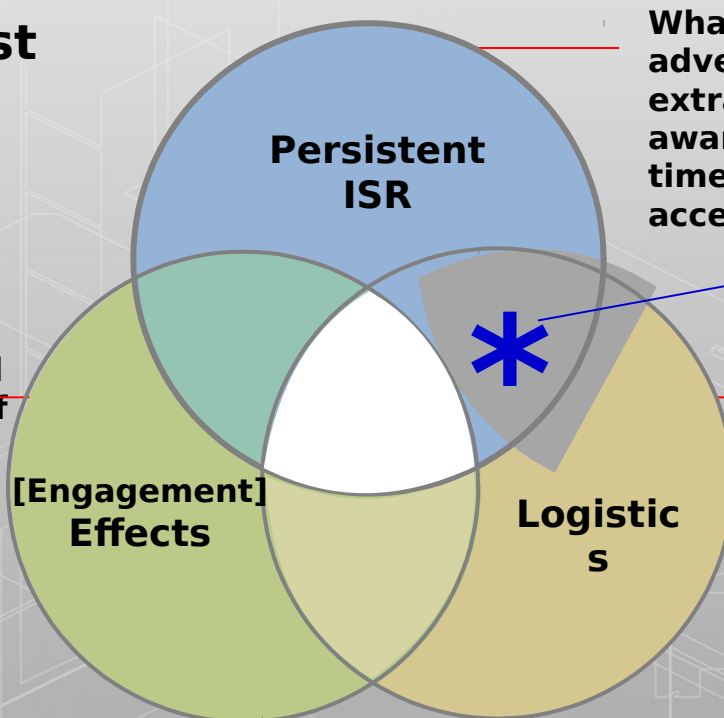 st
Wha
adve
extra
awar
time
acce
Persistent
ISR
*
f
[Engagement]
Effects
Logistic
s